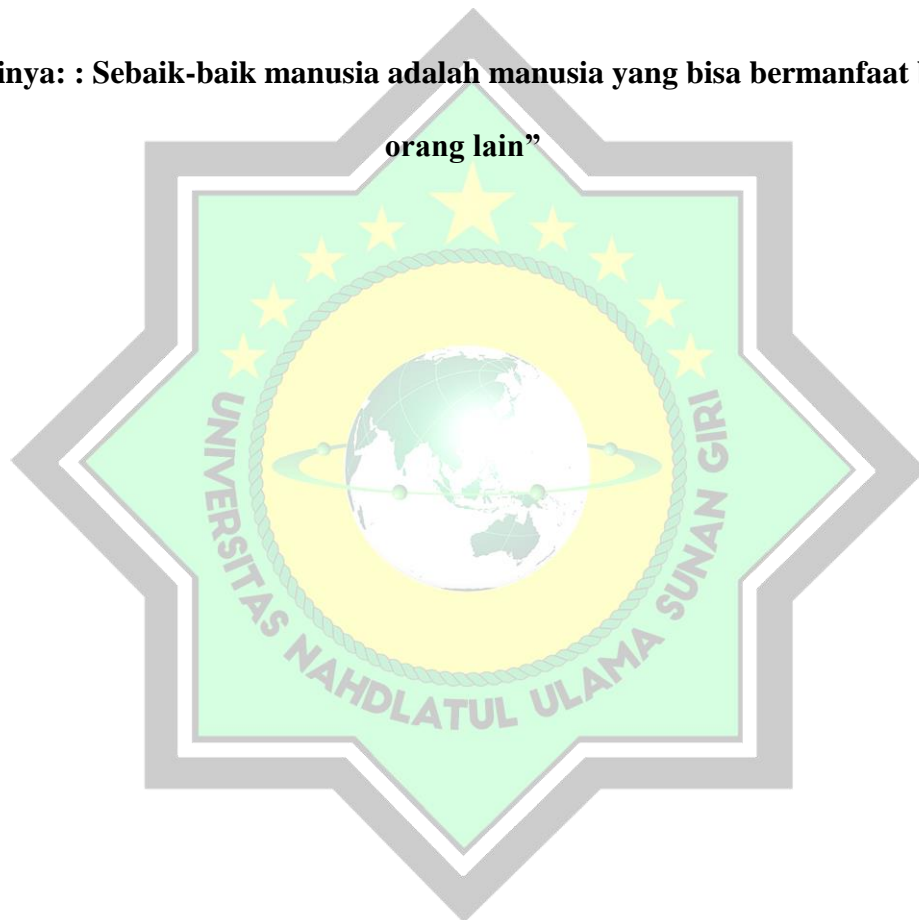 inya: : Sebaik-baik manusia adalah manusia yang bisa bermanfaat
orang lain”
UNIVERSITAS NAHDLATUL ULAMA SUNAN GIRI